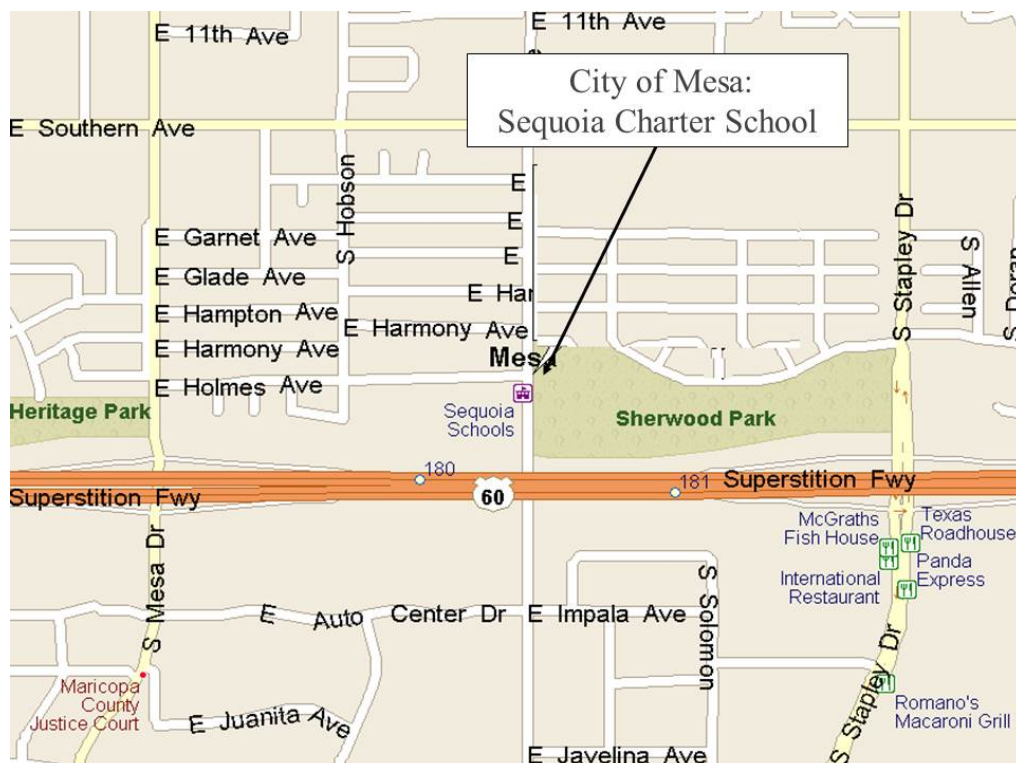 E 11th Ave
E 11th Ave
City of Mesa:
Sequoia Charter School
E Southern Ave
S Hobson
E
E
E
E Garnet Ave
E Glade Ave
E Hampton Ave
E Har
E Harmony Ave
E Harmony Ave
E Holmes Ave
Mesa
S Stapley Dr
S Allen
S Doran
Heritage Park
Sequoia
Schools
Sherwood Park
180
181
Superstition Fwy
Superstition Fwy
60
McGraths
Fish House
Texas
Roadhouse
International
Restaurant
Panda
Express
S Mesa Dr
E Auto Center Dr
E Impala Ave
S Solomon
Maricopa
County
Justice Court
E Juanita Ave
S Stapley Dr
Romano's
Macaroni Grill
E Javelina Ave